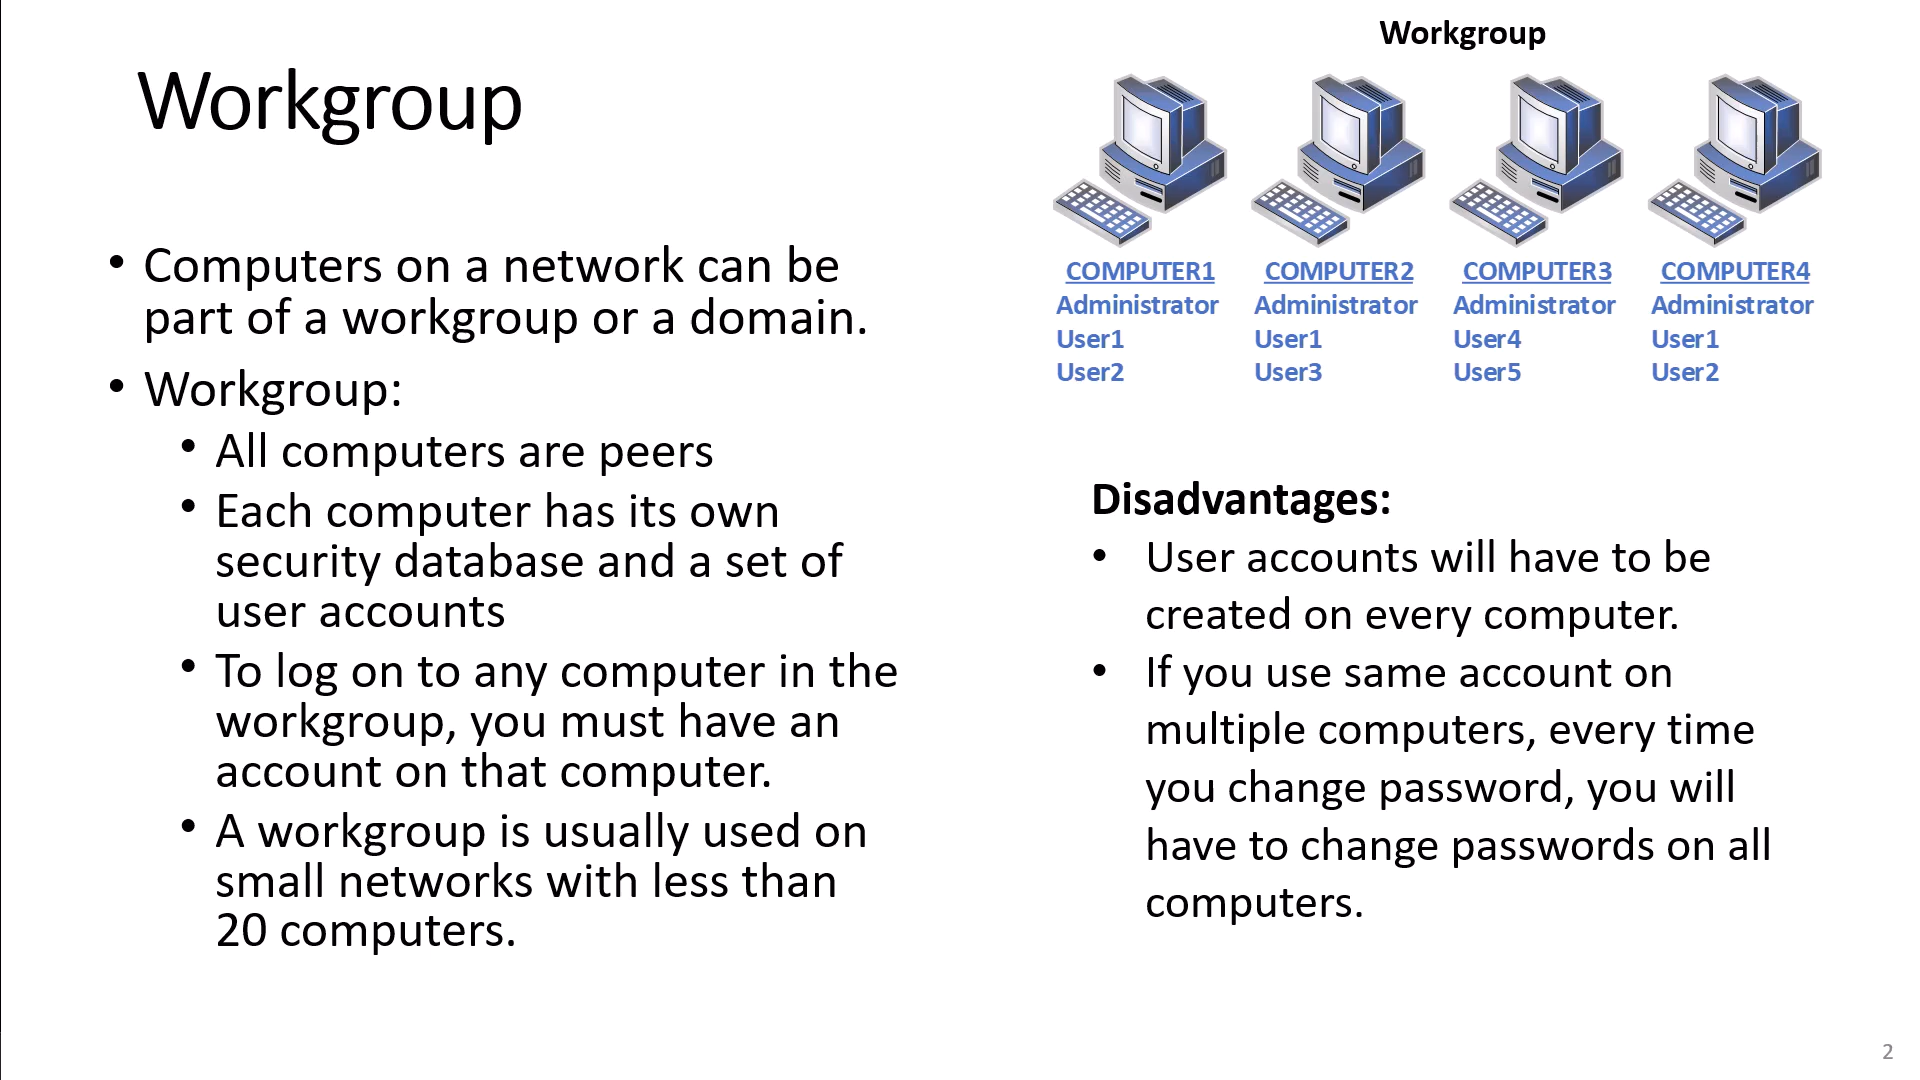 Workgroup
• Computers on a network can be
part of a workgroup or a domain.
• Workgroup:
• All computers are peers
• Each computer has its own
security database and a set of
user accounts
• To log on to any computer in the
workgroup, you must have an
account on that computer.
• A workgroup is usually used on
small networks with less than
20 computers.
Workgroup
COMPUTER1
Administrator
User1
User2
COMPUTER2
Administrator
User1
User3
COMPUTER3
Administrator
User4
User5
COMPUTER4
Administrator
User1
User2
Disadvantages:
• User accounts will have to be
created on every computer.
• If you use same account on
multiple computers, every time
you change password, you will
have to change passwords on all
computers.
2